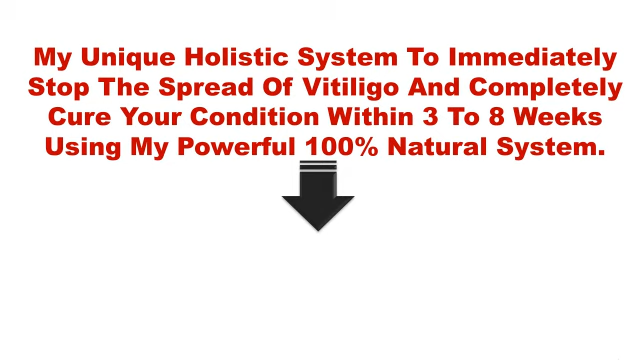 My Unique Holistic System To Immediately
Stop The Spread Of Vitiligo And Completely
Cure Your Condition Within 3 To 8 Weeks
Using My Powerful 100% Natural System.